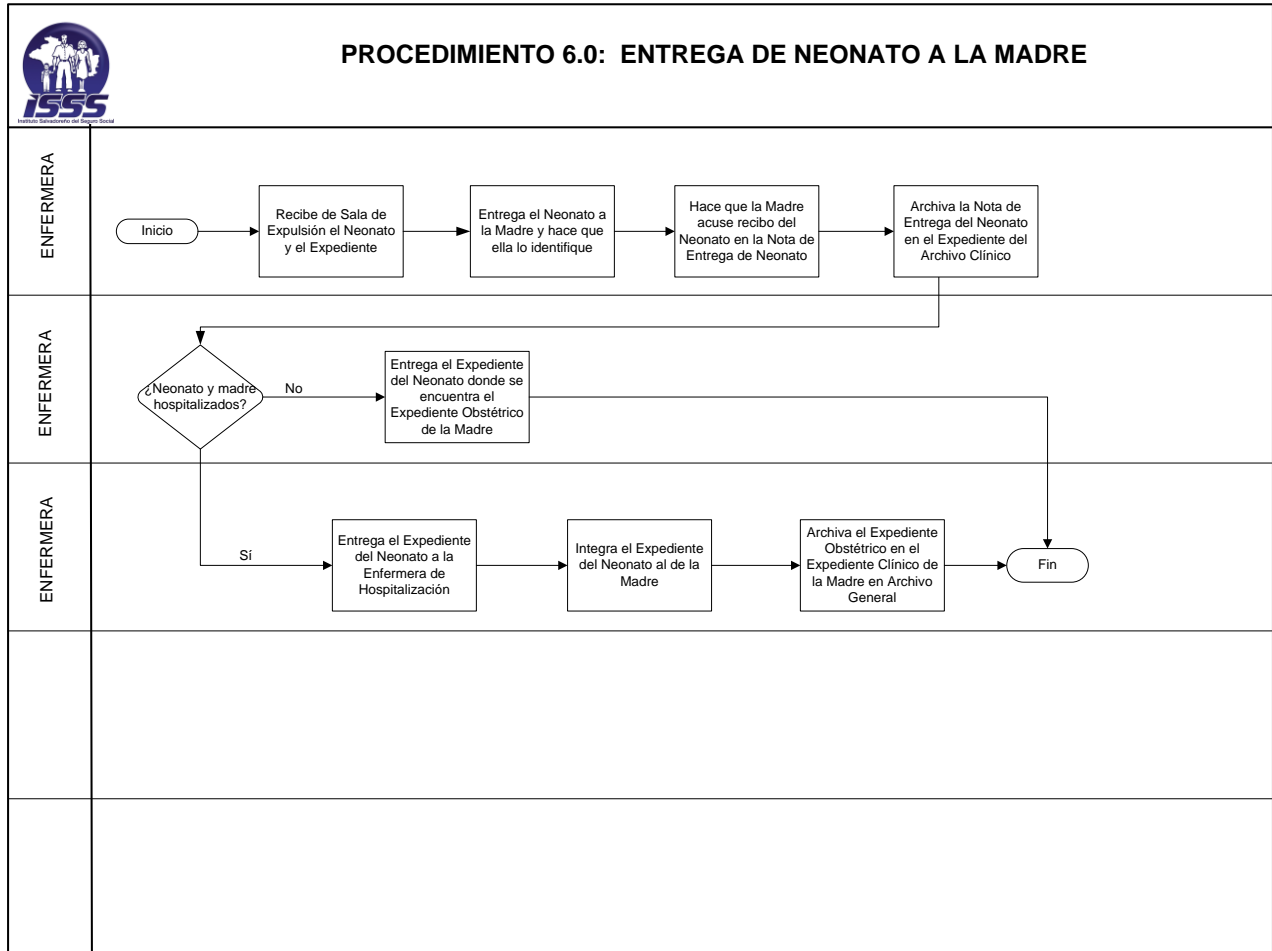 PROCEDIMIENTO 6.0: ENTREGA DE NEONATO A LA MADRE
ISSS
Instituto Salvadoreño del Seguro Social
ENFERMERA
Inicio
Recibe de Sala de
Expulsión el Neonato
y el Expediente
Entrega el Neonato a
la Madre y hace que
ella lo identifique
Hace que la Madre
acuse recibo del
Neonato en la Nota de
Entrega de Neonato
Archiva la Nota de
Entrega del Neonato
en el Expediente del
Archivo Clínico
ENFERMERA
¿Neonato y madre
hospitalizados?
No
Entrega el Expediente
del Neonato donde se
encuentra el
Expediente Obstétrico
de la Madre
ENFERMERA
Sí
Entrega el Expediente
del Neonato a la
Enfermera de
Hospitalización
Integra el Expediente
del Neonato al de la
Madre
Archiva el Expediente
Obstétrico en el
Expediente Clínico de
la Madre en Archivo
General
Fin